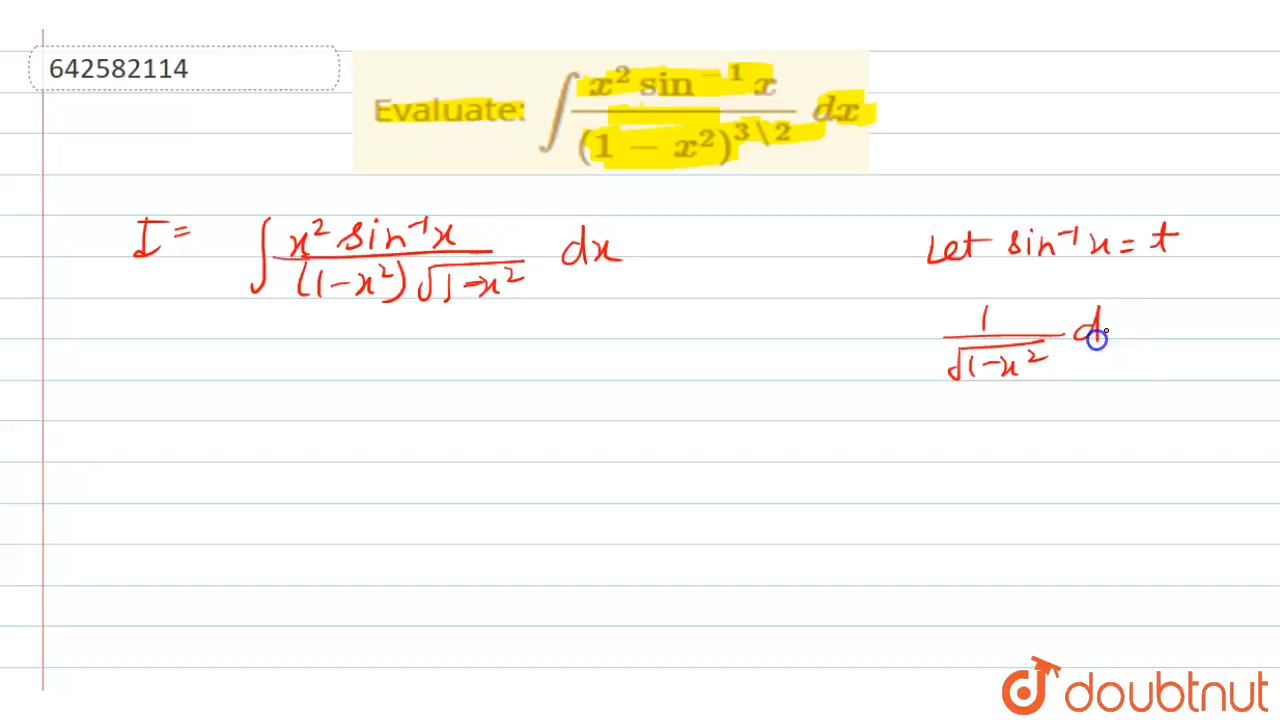 642582114
Evaluate: ∫ x² sin⁻¹ x / (1 − x²)^(3\2) dx
I = ∫ x² sin⁻¹x / (1−x²)√(1−x²) dx
Let sin⁻¹x = t
1/√(1−x²) d
doubtnut